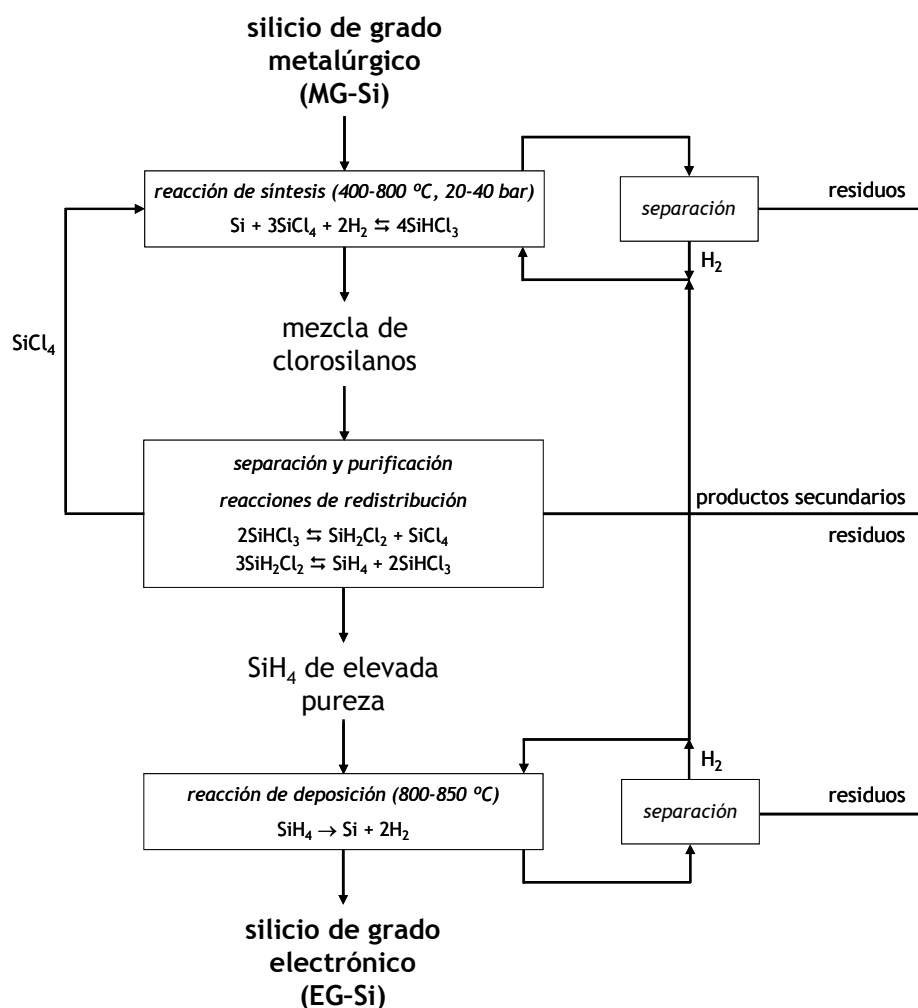 silicio de grado
metalúrgico
(MG-Si)
reacción de síntesis (400-800 ºC, 20-40 bar)
Si + 3SiCl₄ + 2H₂ ⇆ 4SiHCl₃
separación
residuos
H₂
mezcla de
clorosilanos
SiCl₄
separación y purificación
reacciones de redistribución
2SiHCl₃ ⇆ SiH₂Cl₂ + SiCl₄
3SiH₂Cl₂ ⇆ SiH₄ + 2SiHCl₃
productos secundarios
residuos
SiH₄ de elevada
pureza
reacción de deposición (800-850 ºC)
SiH₄ → Si + 2H₂
H₂
separación
residuos
silicio de grado
electrónico
(EG-Si)